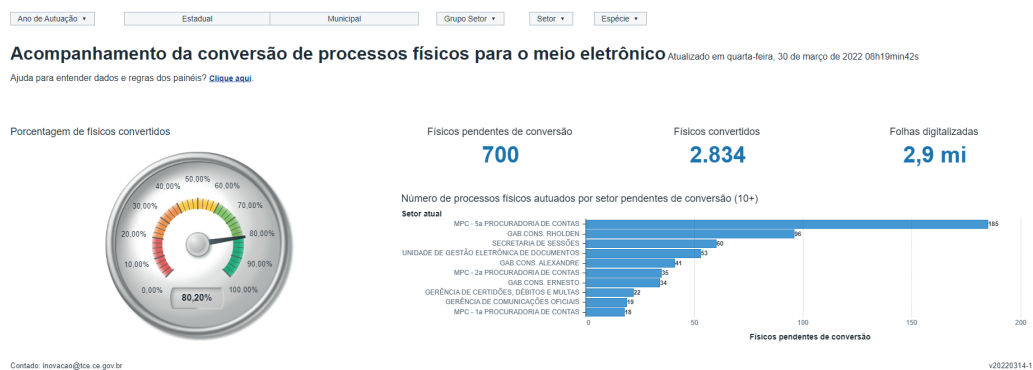 Ano de Autuação ▾ Estadual Municipal Grupo Setor ▾ Setor ▾ Espécie ▾
Acompanhamento da conversão de processos físicos para o meio eletrônico Atualizado em quarta-feira, 30 de março de 2022 08h19min42s
Ajuda para entender dados e regras dos painéis? Clique aqui.
Porcentagem de físicos convertidos
0,00%
10,00%
20,00%
30,00%
40,00%
50,00%
60,00%
70,00%
80,00%
90,00%
100,00%
80,20%
Físicos pendentes de conversão
700
Físicos convertidos
2.834
Folhas digitalizadas
2,9 mi
Número de processos físicos autuados por setor pendentes de conversão (10+)
Setor atual
MPC - 5a PROCURADORIA DE CONTAS 185
GAB.CONS. RHOLDEN 96
SECRETARIA DE SESSÕES 60
UNIDADE DE GESTÃO ELETRÔNICA DE DOCUMENTOS 53
GAB.CONS. ALEXANDRE 41
MPC - 2a PROCURADORIA DE CONTAS 35
GAB.CONS. ERNESTO 34
GERÊNCIA DE CERTIDÕES, DÉBITOS E MULTAS 22
GERÊNCIA DE COMUNICAÇÕES OFICIAIS 19
MPC - 1a PROCURADORIA DE CONTAS 18
0 50 100 150 200
Físicos pendentes de conversão
Contado: inovacao@tce.ce.gov.br
v20220314-1